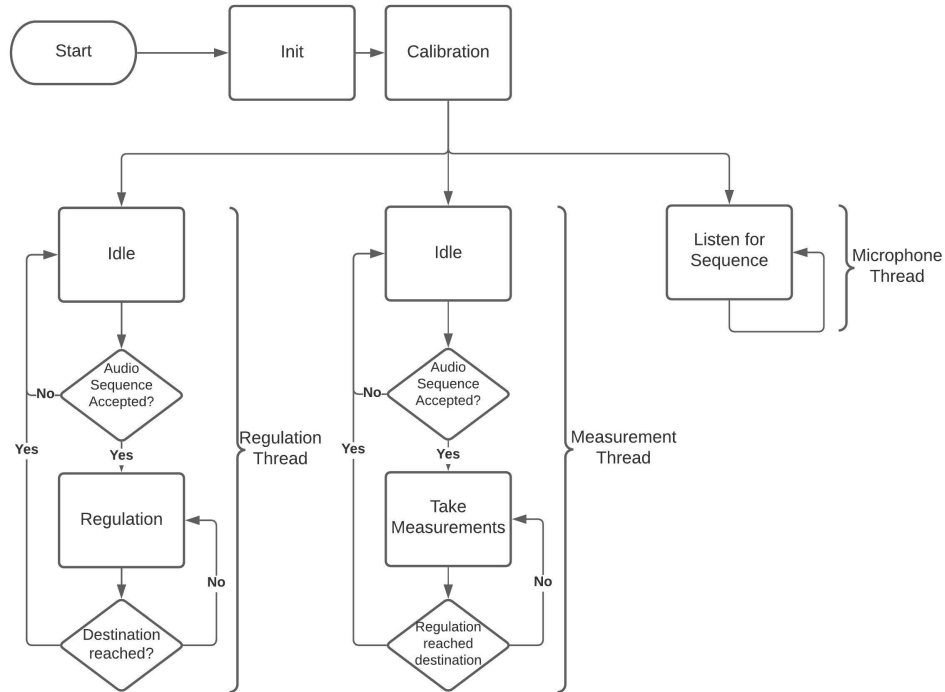 Start
Init
Calibration
Idle
Audio
Sequence
Accepted?
No
Yes
Yes
Regulation
No
Destination
reached?
Regulation
Thread
Idle
Audio
Sequence
Accepted?
No
Yes
Yes
Take
Measurements
No
Regulation
reached
destination
Measurement
Thread
Listen for
Sequence
Microphone
Thread